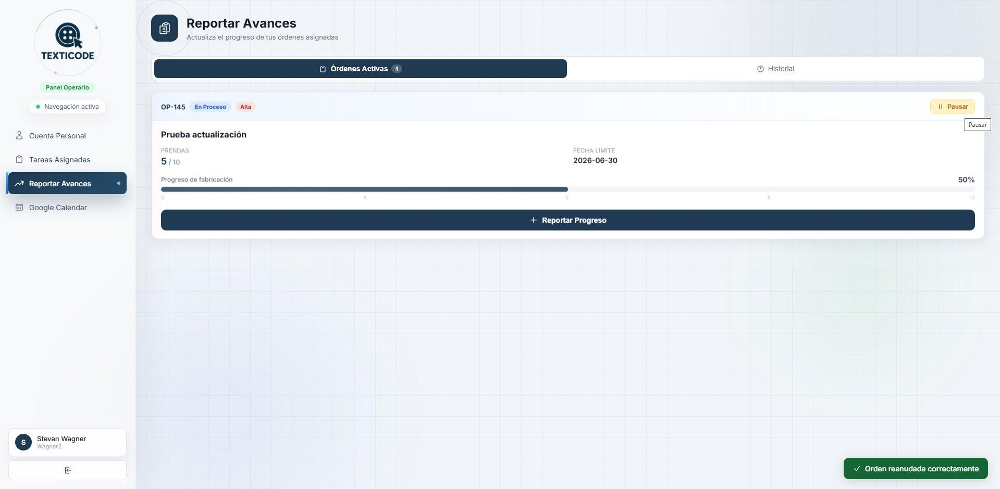 TEXTICODE
Panel Operario
Navegación activa
Cuenta Personal
Tareas Asignadas
Reportar Avances
Google Calendar
Stevan Wagner
S
Wagner2
Reportar Avances
Actualiza el progreso de tus órdenes asignadas
Órdenes Activas 1
Historial
OP-145 En Proceso Alta
Pausar
Pausar
Prueba actualización
PRENDAS
5 / 10
FECHA LÍMITE
2026-06-30
Progreso de fabricación
50%
0 3 5 8 10
Reportar Progreso
Orden reanudada correctamente